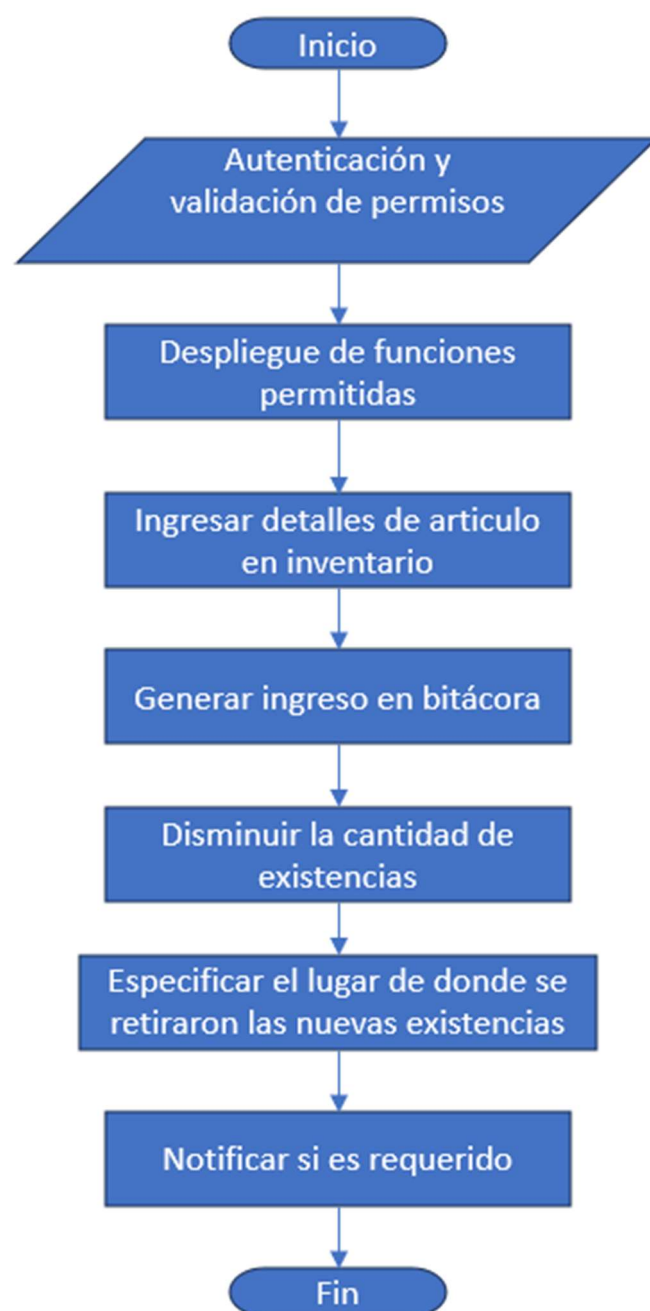 Inicio
Autenticación y
validación de permisos
Despliegue de funciones
permitidas
Ingresar detalles de articulo
en inventario
Generar ingreso en bitácora
Disminuir la cantidad de
existencias
Especificar el lugar de donde se
retiraron las nuevas existencias
Notificar si es requerido
Fin